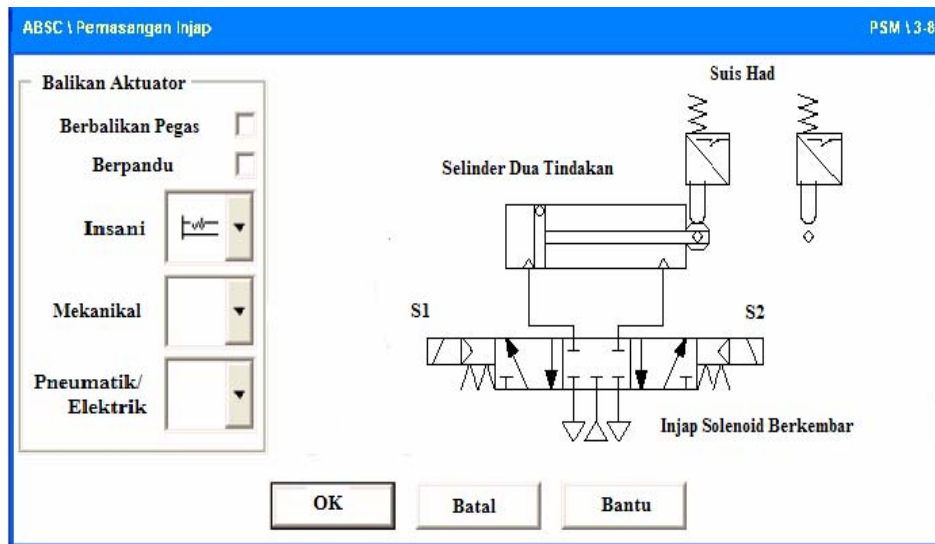 ABSC \ Pemasangan Injap
PSM \ 3-8
Balikan Aktuator
Berbalikan Pegas
Berpandu
Insani
Mekanikal
Pneumatik/
Elektrik
Suis Had
Selinder Dua Tindakan
S1
S2
Injap Solenoid Berkembar
OK
Batal
Bantu